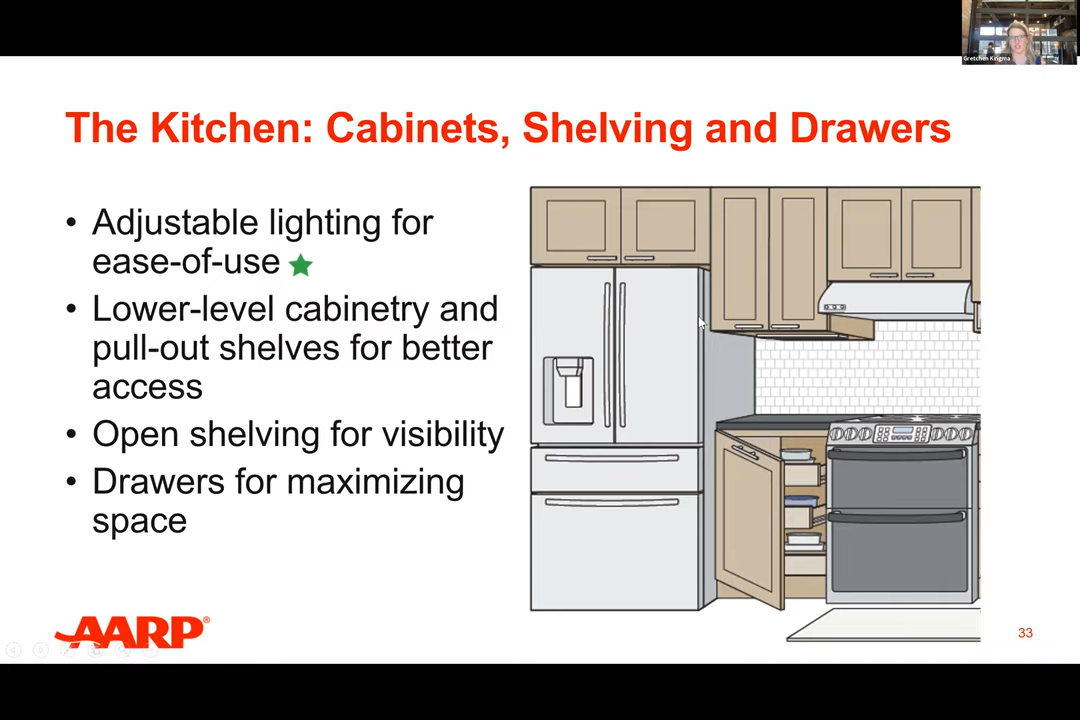 Gretchen Kingma
The Kitchen: Cabinets, Shelving and Drawers
• Adjustable lighting for
ease-of-use
• Lower-level cabinetry and
pull-out shelves for better
access
• Open shelving for visibility
• Drawers for maximizing
space
AARP®
33